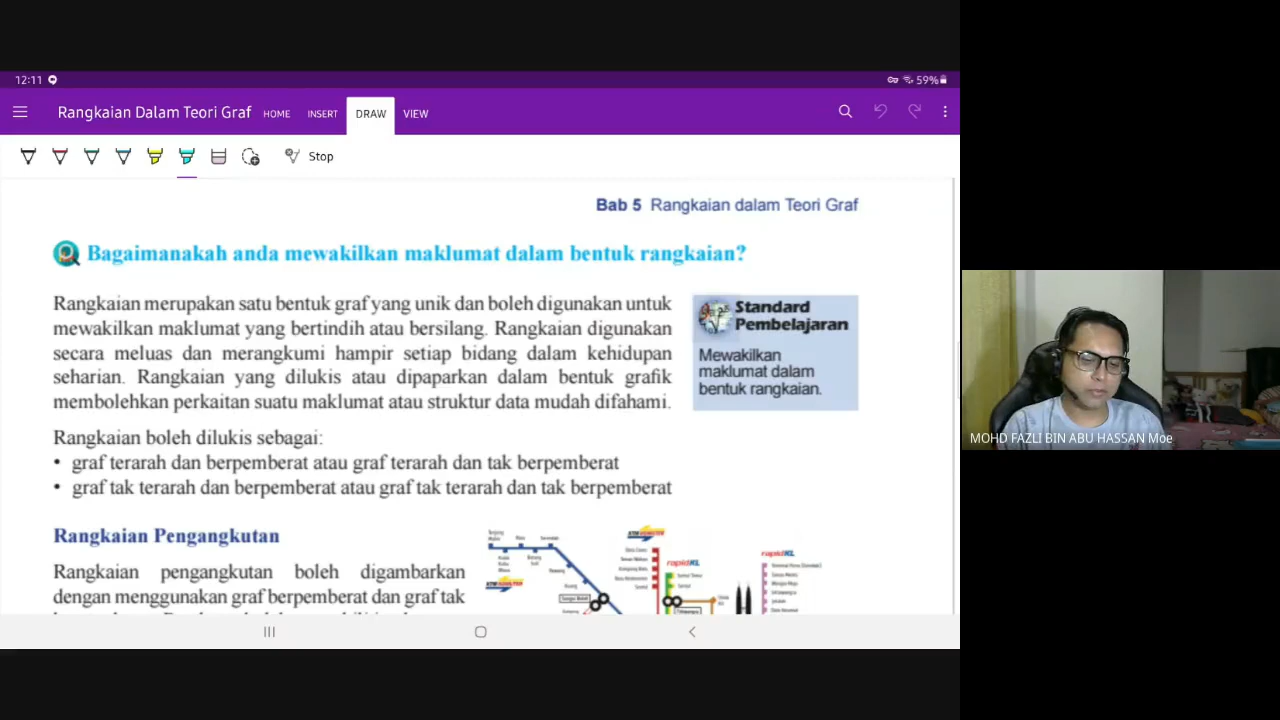 12:11
59%
Rangkaian Dalam Teori Graf
HOME
INSERT
DRAW
VIEW
Stop
Bab 5 Rangkaian dalam Teori Graf
Bagaimanakah anda mewakilkan maklumat dalam bentuk rangkaian?
Rangkaian merupakan satu bentuk graf yang unik dan boleh digunakan untuk
mewakilkan maklumat yang bertindih atau bersilang. Rangkaian digunakan
secara meluas dan merangkumi hampir setiap bidang dalam kehidupan
seharian. Rangkaian yang dilukis atau dipaparkan dalam bentuk grafik
membolehkan perkaitan suatu maklumat atau struktur data mudah difahami.
Standard
Pembelajaran
Mewakilkan
maklumat dalam
bentuk rangkaian.
Rangkaian boleh dilukis sebagai:
• graf terarah dan berpemberat atau graf terarah dan tak berpemberat
• graf tak terarah dan berpemberat atau graf tak terarah dan tak berpemberat
Rangkaian Pengangkutan
Rangkaian pengangkutan boleh digambarkan
dengan menggunakan graf berpemberat dan graf tak
rapidKL
rapidKL
MOHD FAZLI BIN ABU HASSAN Moe